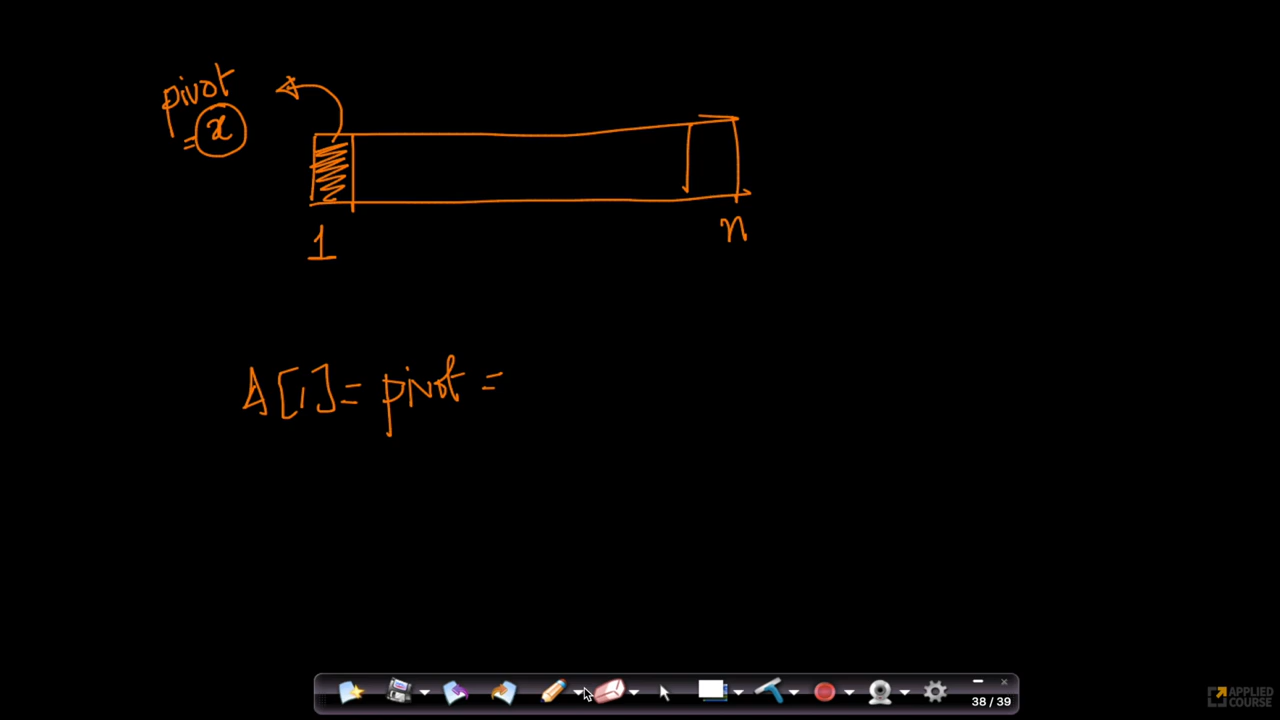 pivot
= x
1
n
A[1] = pivot =
38 / 39
APPLIED
COURSE